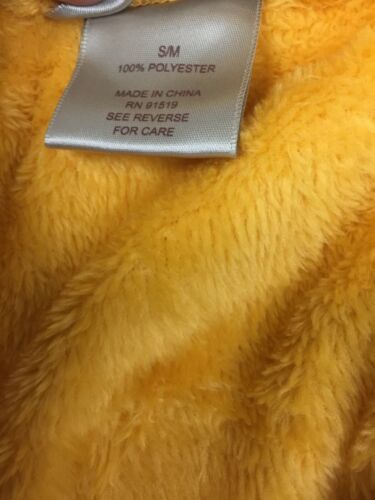 S/M
100% POLYESTER
MADE IN CHINA
RN 91519
SEE REVERSE
FOR CARE